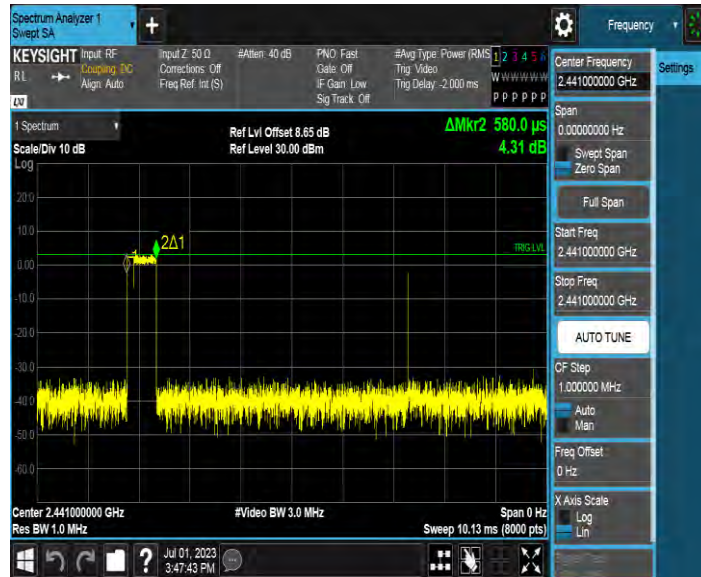 Spectrum Analyzer 1
Swept SA
+
Frequency
KEYSIGHT
RL
LXI
Input: RF
Coupling: DC
Align: Auto
Input Z: 50 Ω
Corrections: Off
Freq Ref: Int (S)
#Atten: 40 dB
PNO: Fast
Gate: Off
IF Gain: Low
Sig Track: Off
#Avg Type: Power (RMS
Trig: Video
Trig Delay: -2.000 ms
1 2 3 4 5 6
W W W W W W
P P P P P P
Settings
1 Spectrum
Scale/Div 10 dB
Log
Ref Lvl Offset 8.65 dB
Ref Level 30.00 dBm
ΔMkr2 580.0 µs
4.31 dB
20.0
10.0
0.00
-10.0
-20.0
-30.0
-40.0
-50.0
-60.0
2Δ1
TRIG LVL
Center 2.441000000 GHz
Res BW 1.0 MHz
#Video BW 3.0 MHz
Span 0 Hz
Sweep 10.13 ms (8000 pts)
Center Frequency
2.441000000 GHz
Span
0.00000000 Hz
Swept Span
Zero Span
Full Span
Start Freq
2.441000000 GHz
Stop Freq
2.441000000 GHz
AUTO TUNE
CF Step
1.000000 MHz
Auto
Man
Freq Offset
0 Hz
X Axis Scale
Log
Lin
?
Jul 01, 2023
3:47:43 PM